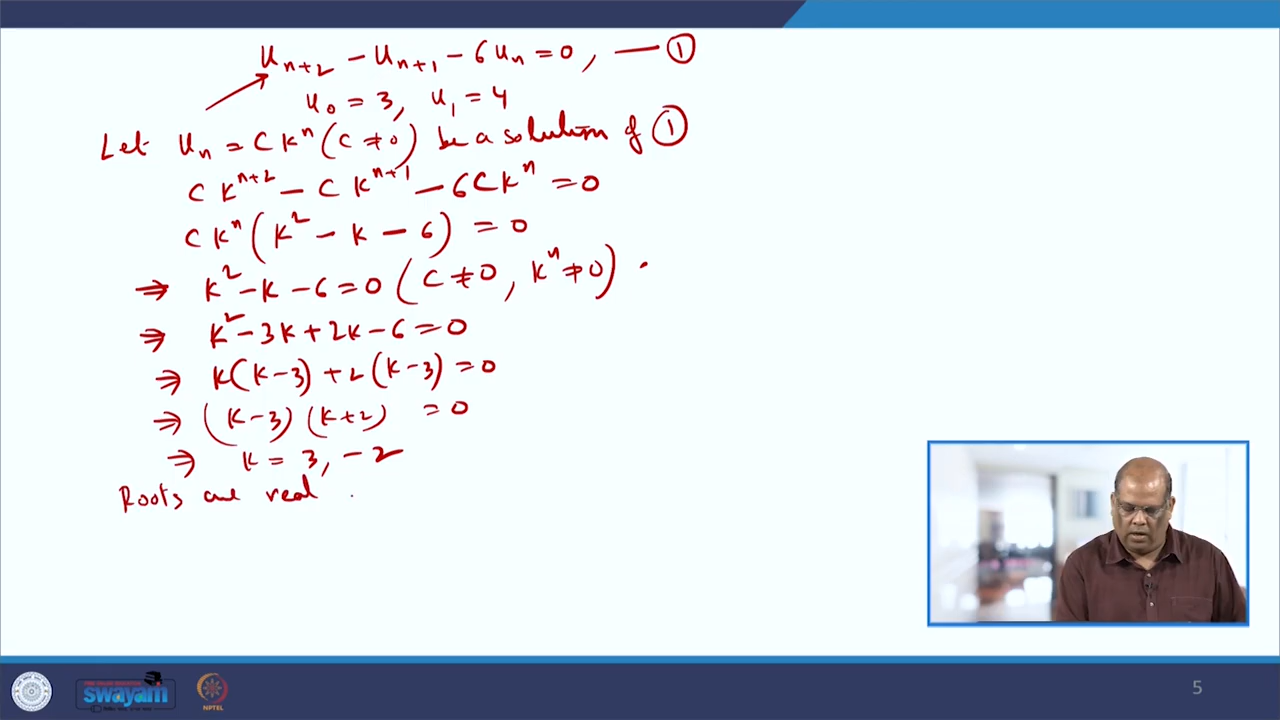 u_{n+2} - u_{n+1} - 6u_n = 0, — ①
u_0 = 3, u_1 = 4
Let u_n = C k^n (C ≠ 0) be a solution of ①
C k^{n+2} - C k^{n+1} - 6 C k^n = 0
C k^n (k^2 - k - 6) = 0
⇒ k^2 - k - 6 = 0 (C ≠ 0, k^n ≠ 0) .
⇒ k^2 - 3k + 2k - 6 = 0
⇒ k(k-3) + 2(k-3) = 0
⇒ (k-3)(k+2) = 0
⇒ k = 3, -2
Roots are real .
swayam
NPTEL
5